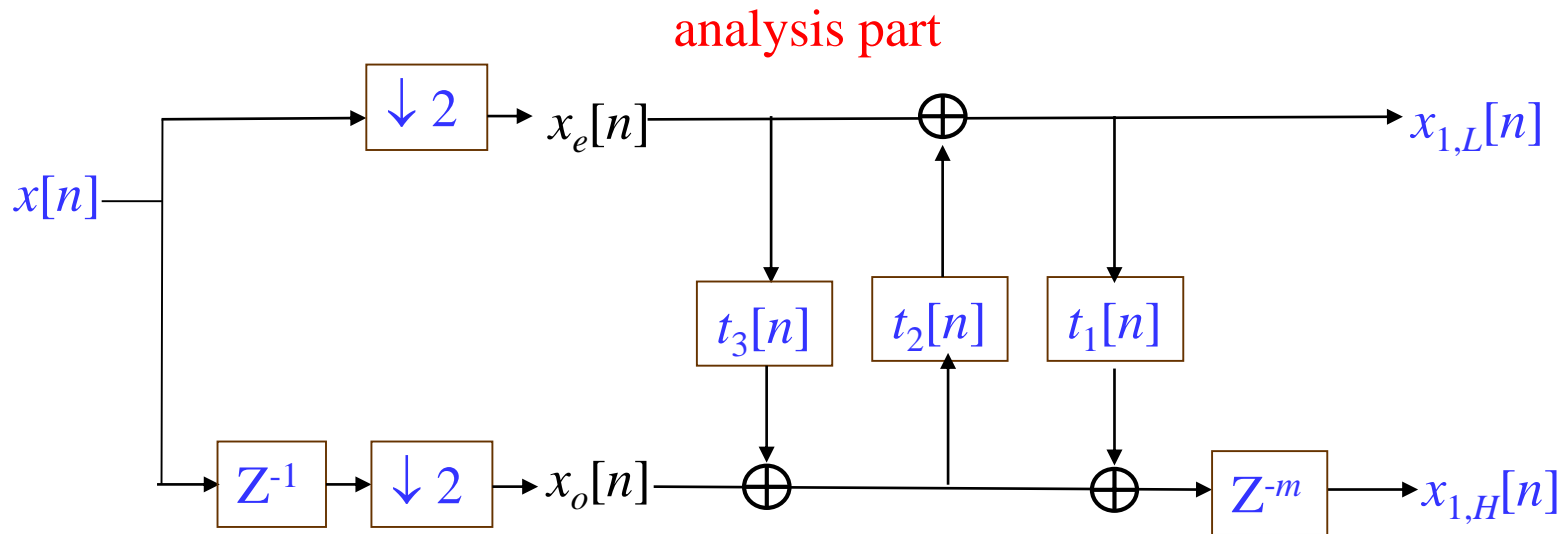 analysis part
↓ 2
x_e[n]
x_{1,L}[n]
x[n]
t_3[n]
t_2[n]
t_1[n]
Z^{-1}
↓ 2
x_o[n]
Z^{-m}
x_{1,H}[n]